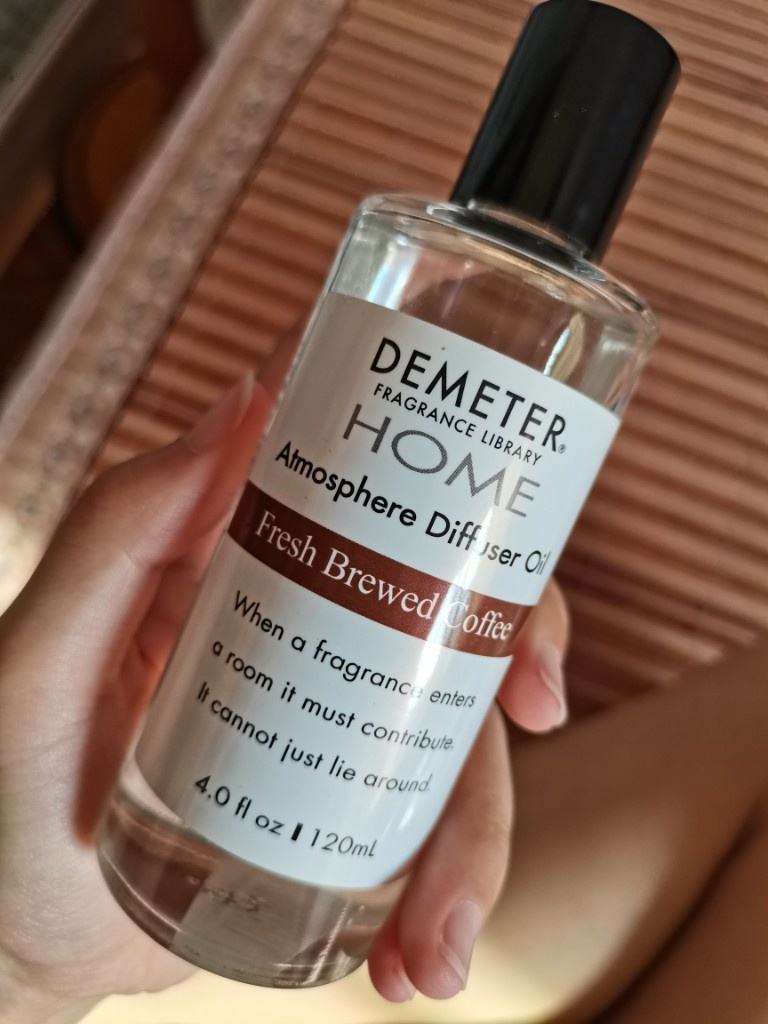 DEMETER®
FRAGRANCE LIBRARY
HOME
Atmosphere Diffuser Oil
Fresh Brewed Coffee
When a fragrance enters
a room it must contribute.
It cannot just lie around.
4.0 fl oz | 120mL